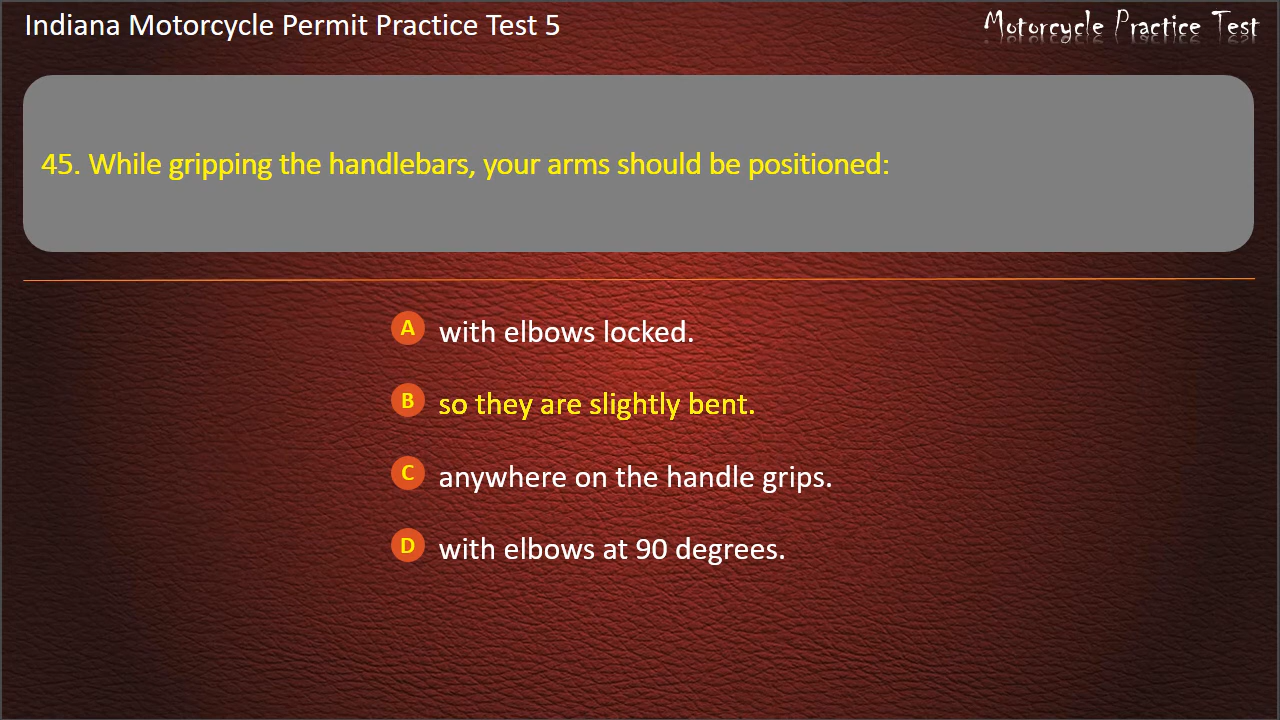 Indiana Motorcycle Permit Practice Test 5
Motorcycle Practice Test
45. While gripping the handlebars, your arms should be positioned:
A with elbows locked.
B so they are slightly bent.
C anywhere on the handle grips.
D with elbows at 90 degrees.